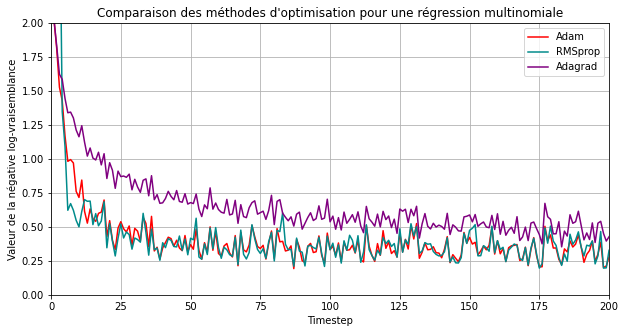 Comparaison des méthodes d'optimisation pour une régression multinomiale
Valeur de la négative log-vraisemblance
2.00
1.75
1.50
1.25
1.00
0.75
0.50
0.25
0.00
Adam
RMSprop
Adagrad
0 25 50 75 100 125 150 175 200
Timestep